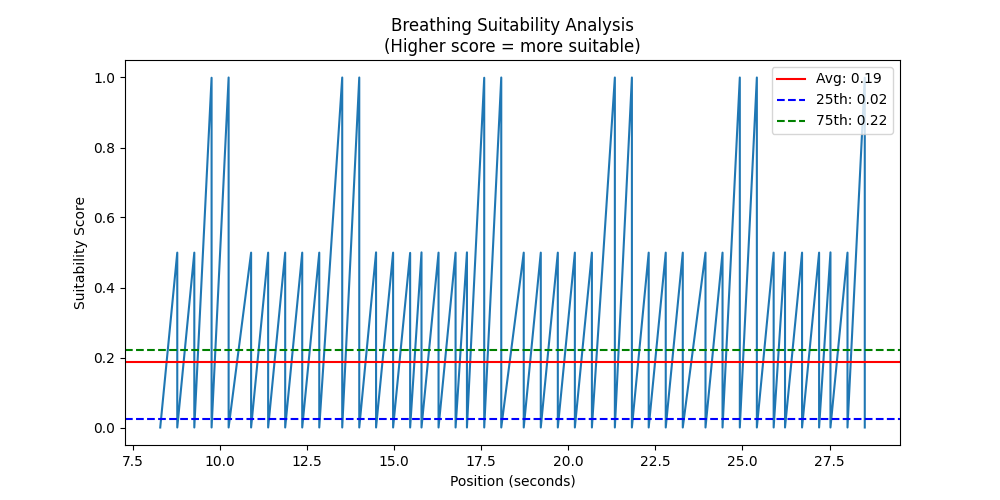 Breathing Suitability Analysis
(Higher score = more suitable)
Suitability Score
1.0
0.8
0.6
0.4
0.2
0.0
Avg: 0.19
25th: 0.02
75th: 0.22
7.5 10.0 12.5 15.0 17.5 20.0 22.5 25.0 27.5
Position (seconds)